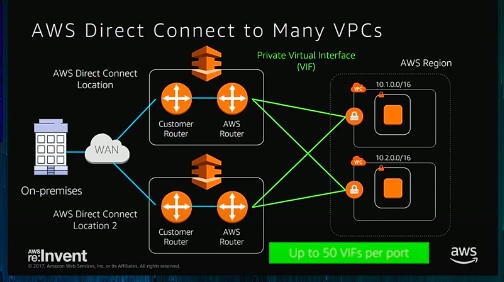 AWS Direct Connect to Many VPCs
Private Virtual Interface
(VIF)
AWS Direct Connect
Location
AWS Region
VPC
10.1.0.0/16
Customer
Router
AWS
Router
WAN
On-premises
VPC
10.2.0.0/16
AWS Direct Connect
Location 2
Customer
Router
AWS
Router
Up to 50 VIFs per port
AWS
re:Invent
© 2017, Amazon Web Services, Inc. or its Affiliates. All rights reserved.
aws